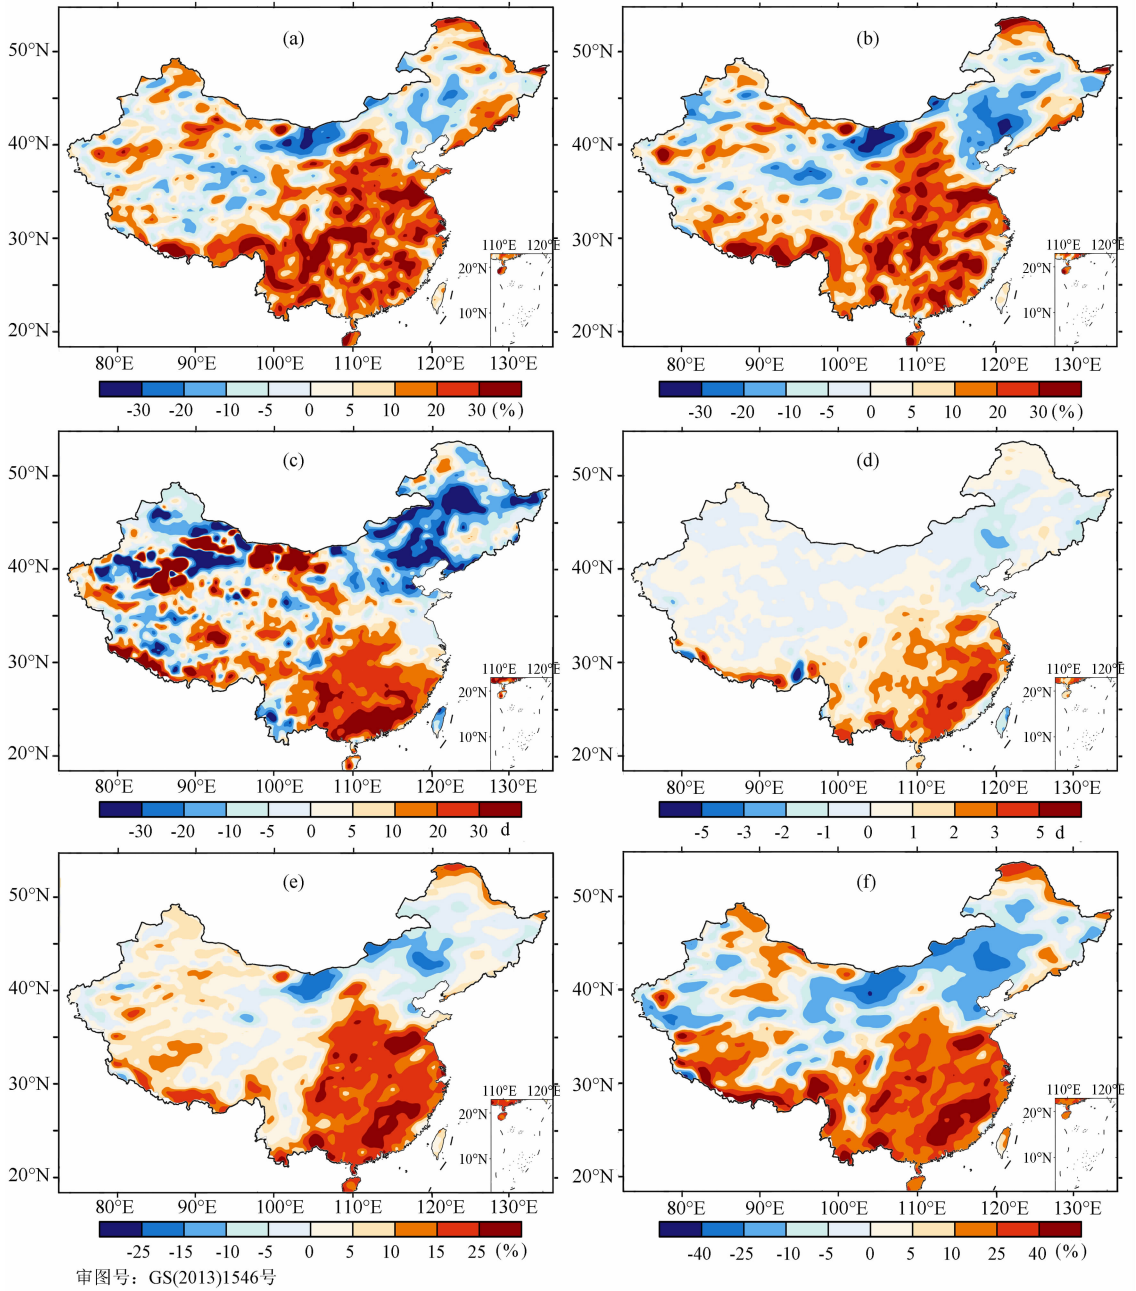 (a)
50°N
40°N
30°N
20°N
110°E 120°E
20°N
10°N
80°E 90°E 100°E 110°E 120°E 130°E
-30 -20 -10 -5 0 5 10 20 30 (%)
(b)
50°N
40°N
30°N
20°N
110°E 120°E
20°N
10°N
80°E 90°E 100°E 110°E 120°E 130°E
-30 -20 -10 -5 0 5 10 20 30 (%)
(c)
50°N
40°N
30°N
20°N
110°E 120°E
20°N
10°N
80°E 90°E 100°E 110°E 120°E 130°E
-30 -20 -10 -5 0 5 10 20 30 d
(d)
50°N
40°N
30°N
20°N
110°E 120°E
20°N
10°N
80°E 90°E 100°E 110°E 120°E 130°E
-5 -3 -2 -1 0 1 2 3 5 d
(e)
50°N
40°N
30°N
20°N
110°E 120°E
20°N
10°N
80°E 90°E 100°E 110°E 120°E 130°E
-25 -15 -10 -5 0 5 10 15 25 (%)
(f)
50°N
40°N
30°N
20°N
110°E 120°E
20°N
10°N
80°E 90°E 100°E 110°E 120°E 130°E
-40 -25 -10 -5 0 5 10 25 40 (%)
审图号：GS(2013)1546号